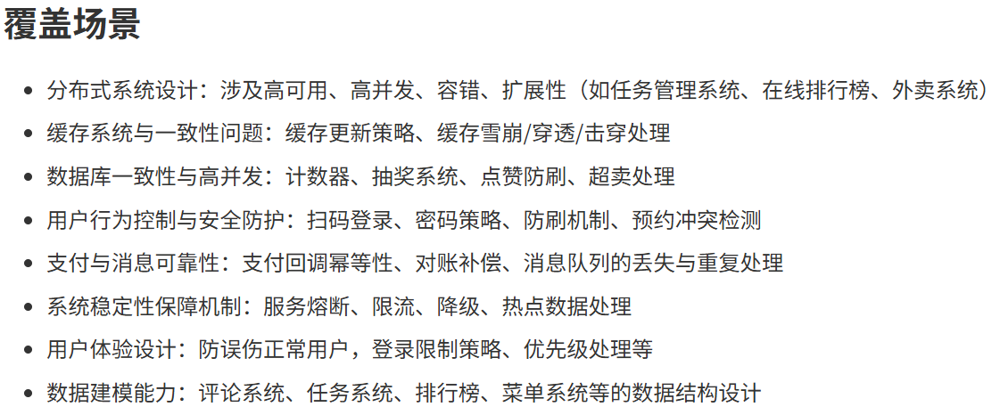 覆盖场景
分布式系统设计：涉及高可用、高并发、容错、扩展性（如任务管理系统、在线排行榜、外卖系统）
缓存系统与一致性问题：缓存更新策略、缓存雪崩/穿透/击穿处理
数据库一致性与高并发：计数器、抽奖系统、点赞防刷、超卖处理
用户行为控制与安全防护：扫码登录、密码策略、防刷机制、预约冲突检测
支付与消息可靠性：支付回调幂等性、对账补偿、消息队列的丢失与重复处理
系统稳定性保障机制：服务熔断、限流、降级、热点数据处理
用户体验设计：防误伤正常用户，登录限制策略、优先级处理等
数据建模能力：评论系统、任务系统、排行榜、菜单系统等的数据结构设计